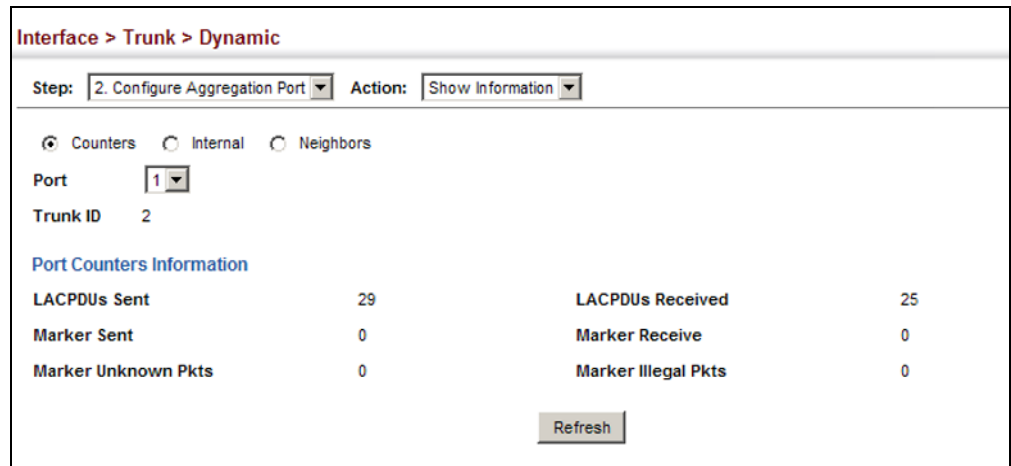 Interface > Trunk > Dynamic
Step: 2. Configure Aggregation Port Action: Show Information
Counters Internal Neighbors
Port 1
Trunk ID 2
Port Counters Information
LACPDUs Sent 29 LACPDUs Received 25
Marker Sent 0 Marker Receive 0
Marker Unknown Pkts 0 Marker Illegal Pkts 0
Refresh